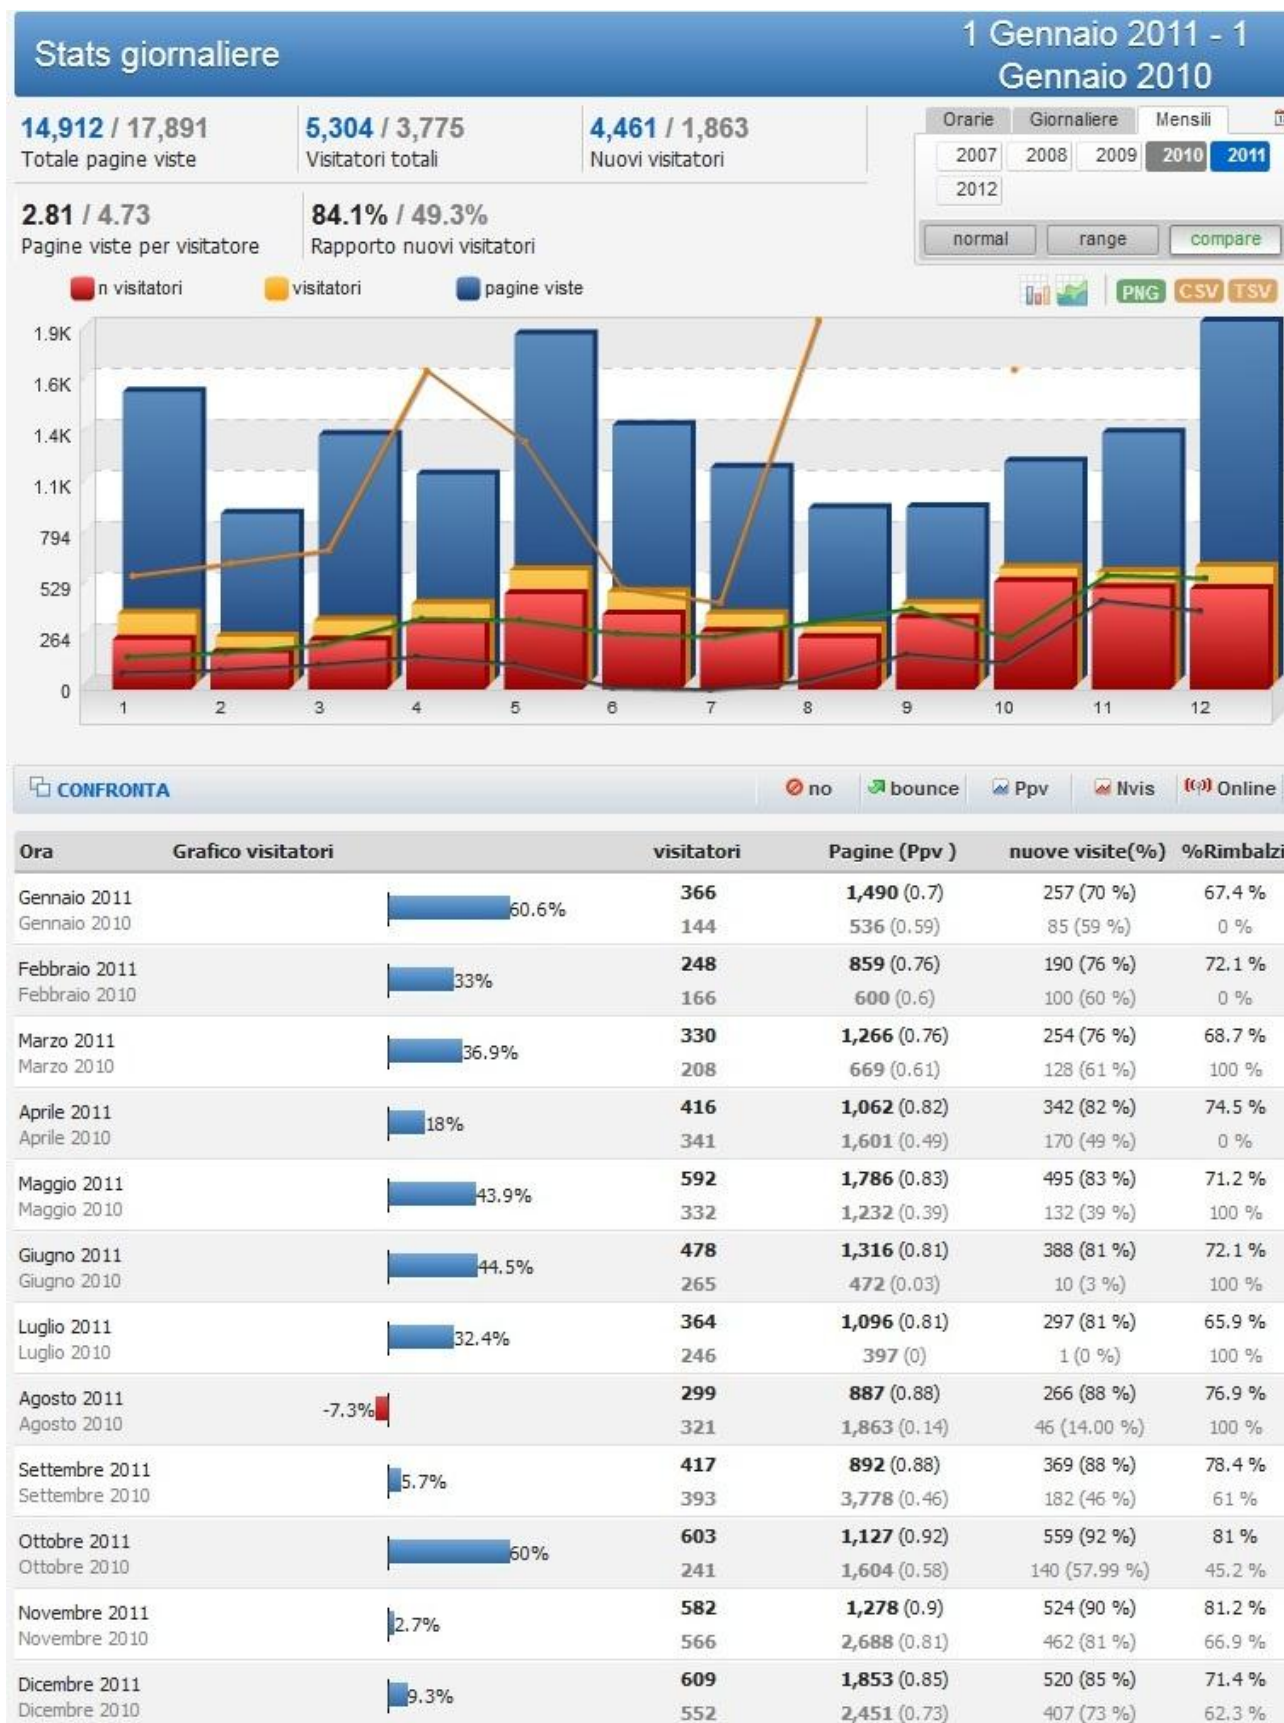 Stats giornaliere
1 Gennaio 2011 - 1
Gennaio 2010
14,912 / 17,891
Totale pagine viste
5,304 / 3,775
Visitatori totali
4,461 / 1,863
Nuovi visitatori
Orarie Giornaliere Mensili
2007 2008 2009 2010 2011
2012
2.81 / 4.73
Pagine viste per visitatore
84.1% / 49.3%
Rapporto nuovi visitatori
normal range compare
n visitatori visitatori pagine viste
PNG CSV TSV
1.9K
1.6K
1.4K
1.1K
794
529
264
0
1 2 3 4 5 6 7 8 9 10 11 12
CONFRONTA no bounce Ppv Nvis Online
Ora Grafico visitatori visitatori Pagine (Ppv ) nuove visite(%) %Rimbalzi
Gennaio 2011 60.6% 366 1,490 (0.7) 257 (70 %) 67.4 %
Gennaio 2010 144 536 (0.59) 85 (59 %) 0 %
Febbraio 2011 33% 248 859 (0.76) 190 (76 %) 72.1 %
Febbraio 2010 166 600 (0.6) 100 (60 %) 0 %
Marzo 2011 36.9% 330 1,266 (0.76) 254 (76 %) 68.7 %
Marzo 2010 208 669 (0.61) 128 (61 %) 100 %
Aprile 2011 18% 416 1,062 (0.82) 342 (82 %) 74.5 %
Aprile 2010 341 1,601 (0.49) 170 (49 %) 0 %
Maggio 2011 43.9% 592 1,786 (0.83) 495 (83 %) 71.2 %
Maggio 2010 332 1,232 (0.39) 132 (39 %) 100 %
Giugno 2011 44.5% 478 1,316 (0.81) 388 (81 %) 72.1 %
Giugno 2010 265 472 (0.03) 10 (3 %) 100 %
Luglio 2011 32.4% 364 1,096 (0.81) 297 (81 %) 65.9 %
Luglio 2010 246 397 (0) 1 (0 %) 100 %
Agosto 2011 -7.3% 299 887 (0.88) 266 (88 %) 76.9 %
Agosto 2010 321 1,863 (0.14) 46 (14.00 %) 100 %
Settembre 2011 5.7% 417 892 (0.88) 369 (88 %) 78.4 %
Settembre 2010 393 3,778 (0.46) 182 (46 %) 61 %
Ottobre 2011 60% 603 1,127 (0.92) 559 (92 %) 81 %
Ottobre 2010 241 1,604 (0.58) 140 (57.99 %) 45.2 %
Novembre 2011 2.7% 582 1,278 (0.9) 524 (90 %) 81.2 %
Novembre 2010 566 2,688 (0.81) 462 (81 %) 66.9 %
Dicembre 2011 9.3% 609 1,853 (0.85) 520 (85 %) 71.4 %
Dicembre 2010 552 2,451 (0.73) 407 (73 %) 62.3 %